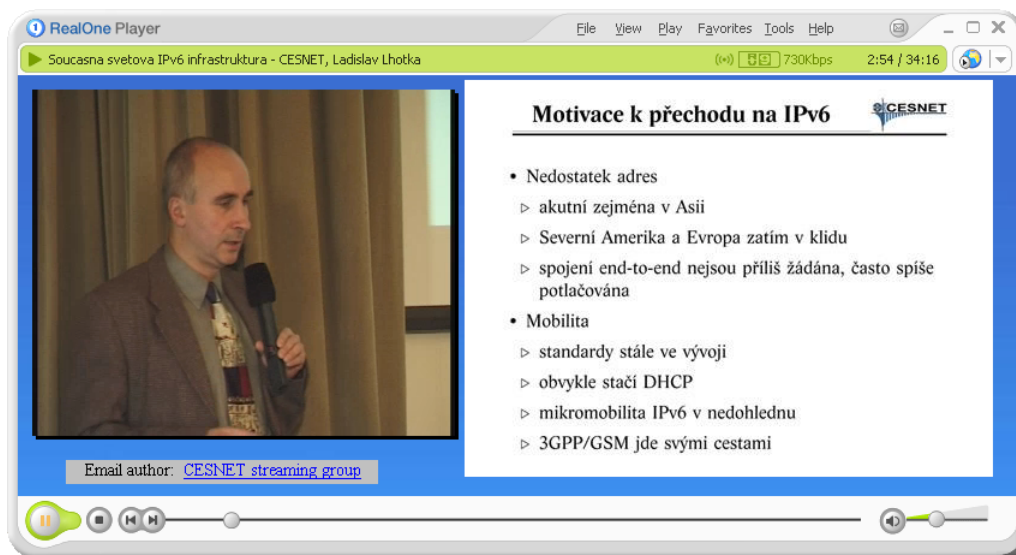 RealOne Player
File View Play Favorites Tools Help
Soucasna svetova IPv6 infrastruktura - CESNET, Ladislav Lhotka
730Kbps
2:54 / 34:16
Motivace k přechodu na IPv6
CESNET
• Nedostatek adres
▷ akutní zejména v Asii
▷ Severní Amerika a Evropa zatím v klidu
▷ spojení end-to-end nejsou příliš žádána, často spíše
potlačována
• Mobilita
▷ standardy stále ve vývoji
▷ obvykle stačí DHCP
▷ mikromobilita IPv6 v nedohlednu
▷ 3GPP/GSM jde svými cestami
Email author: CESNET streaming group